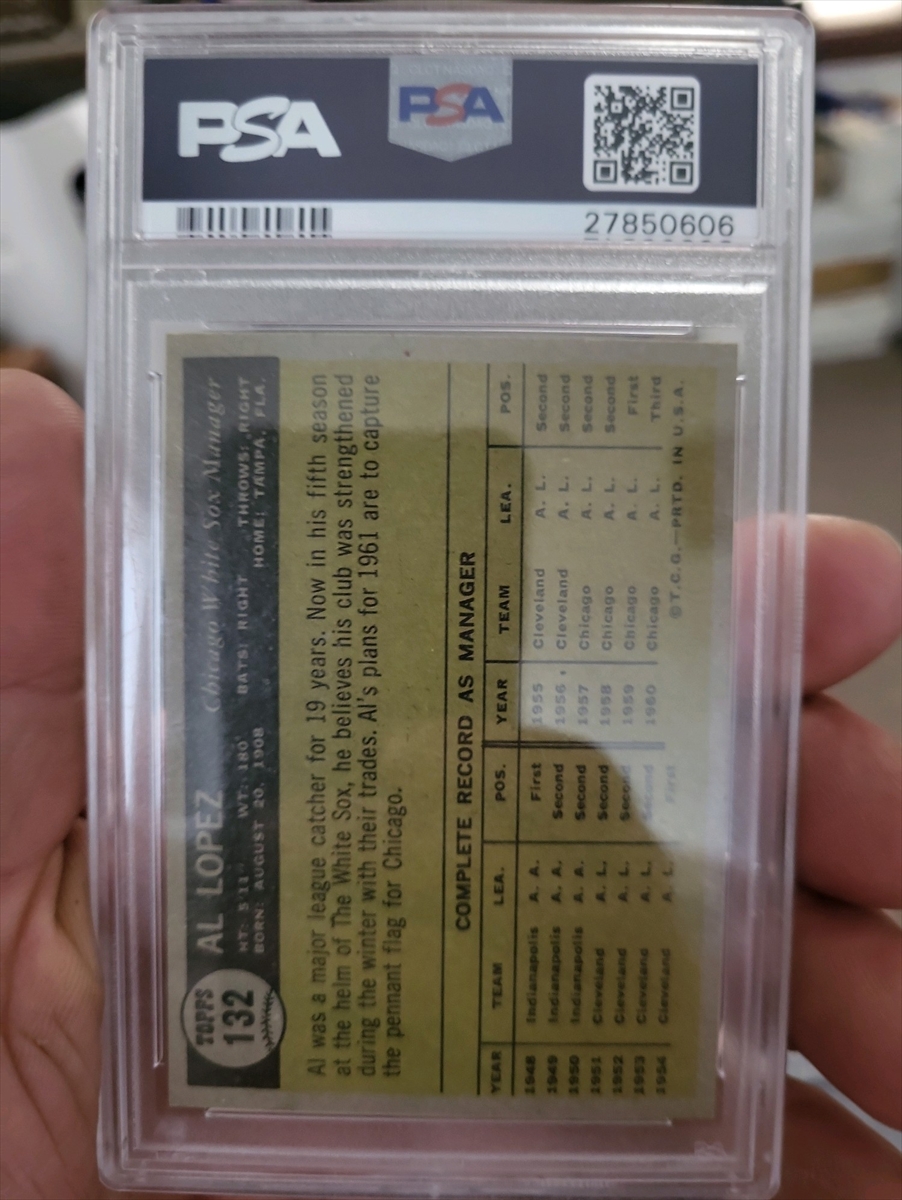 PSA
PSA
27850606
TOPPS
132
AL LOPEZ
Chicago White Sox Manager
HT: 5'11" WT: 180 BATS: RIGHT THROWS: RIGHT
BORN: AUGUST 20, 1908 HOME: TAMPA, FLA.
Al was a major league catcher for 19 years. Now in his fifth season
at the helm of The White Sox, he believes his club was strengthened
during the winter with their trades. Al's plans for 1961 are to capture
the pennant flag for Chicago.
COMPLETE RECORD AS MANAGER
YEAR TEAM LEA. POS. YEAR TEAM LEA. POS.
1948 Indianapolis A. A. First 1955 Cleveland A. L. Second
1949 Indianapolis A. A. Second 1956 Cleveland A. L. Second
1950 Indianapolis A. A. Second 1957 Chicago A. L. Second
1951 Cleveland A. L. Second 1958 Chicago A. L. Second
1952 Cleveland A. L. Second 1959 Chicago A. L. First
1953 Cleveland A. L. Second 1960 Chicago A. L. Third
1954 Cleveland A. L. First ©T.C.G.—PRTD. IN U.S.A.